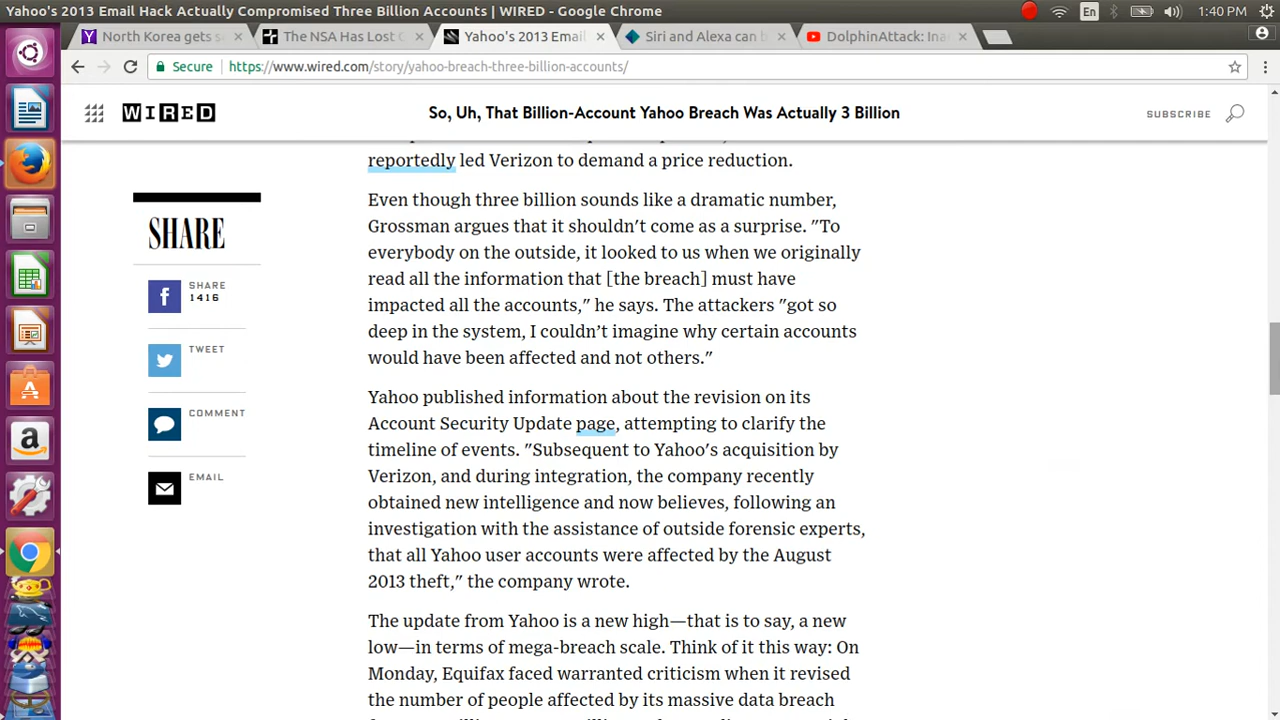 Yahoo's 2013 Email Hack Actually Compromised Three Billion Accounts | WIRED - Google Chrome
En
1:40 PM
North Korea gets s
The NSA Has Lost C
Yahoo's 2013 Email
Siri and Alexa can b
DolphinAttack: Ina
Secure
https://www.wired.com/story/yahoo-breach-three-billion-accounts/
WIRED
So, Uh, That Billion-Account Yahoo Breach Was Actually 3 Billion
SUBSCRIBE
reportedly led Verizon to demand a price reduction.
Even though three billion sounds like a dramatic number,
Grossman argues that it shouldn't come as a surprise. "To
everybody on the outside, it looked to us when we originally
read all the information that [the breach] must have
impacted all the accounts," he says. The attackers "got so
deep in the system, I couldn't imagine why certain accounts
would have been affected and not others."
Yahoo published information about the revision on its
Account Security Update page, attempting to clarify the
timeline of events. "Subsequent to Yahoo's acquisition by
Verizon, and during integration, the company recently
obtained new intelligence and now believes, following an
investigation with the assistance of outside forensic experts,
that all Yahoo user accounts were affected by the August
2013 theft," the company wrote.
The update from Yahoo is a new high—that is to say, a new
low—in terms of mega-breach scale. Think of it this way: On
Monday, Equifax faced warranted criticism when it revised
the number of people affected by its massive data breach
SHARE
SHARE
1416
TWEET
COMMENT
EMAIL